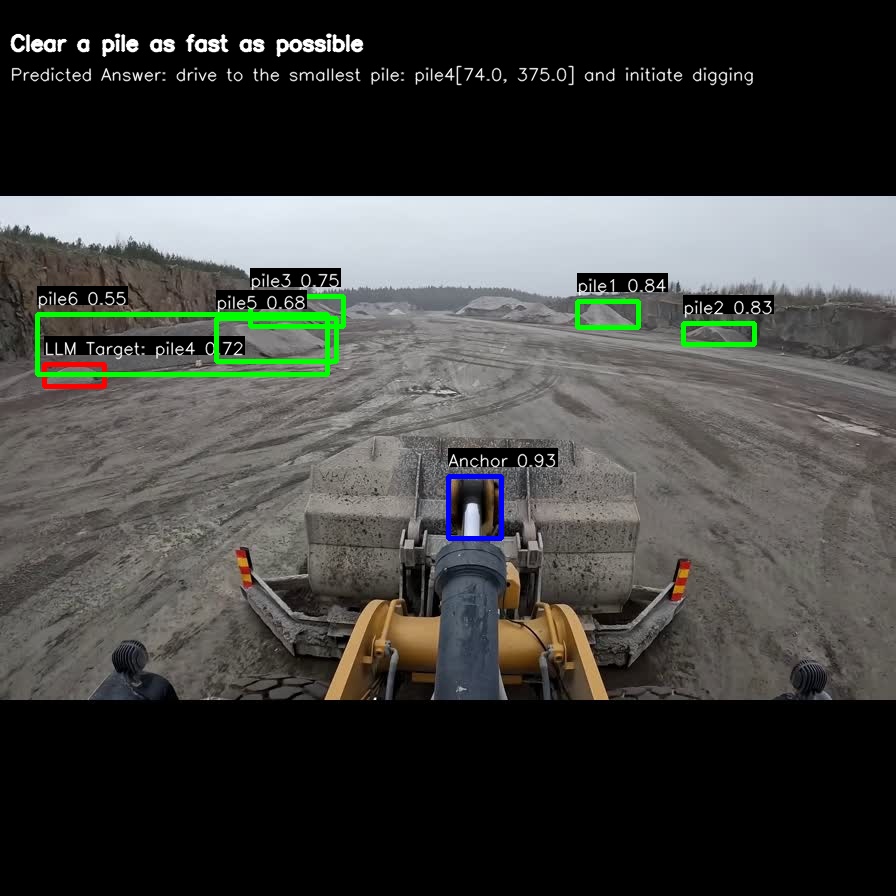 Clear a pile as fast as possible
Predicted Answer: drive to the smallest pile: pile4[74.0, 375.0] and initiate digging
pile3 0.75
pile1 0.84
pile6 0.55
pile5 0.68
pile2 0.83
LLM Target: pile4 0.72
Anchor 0.93